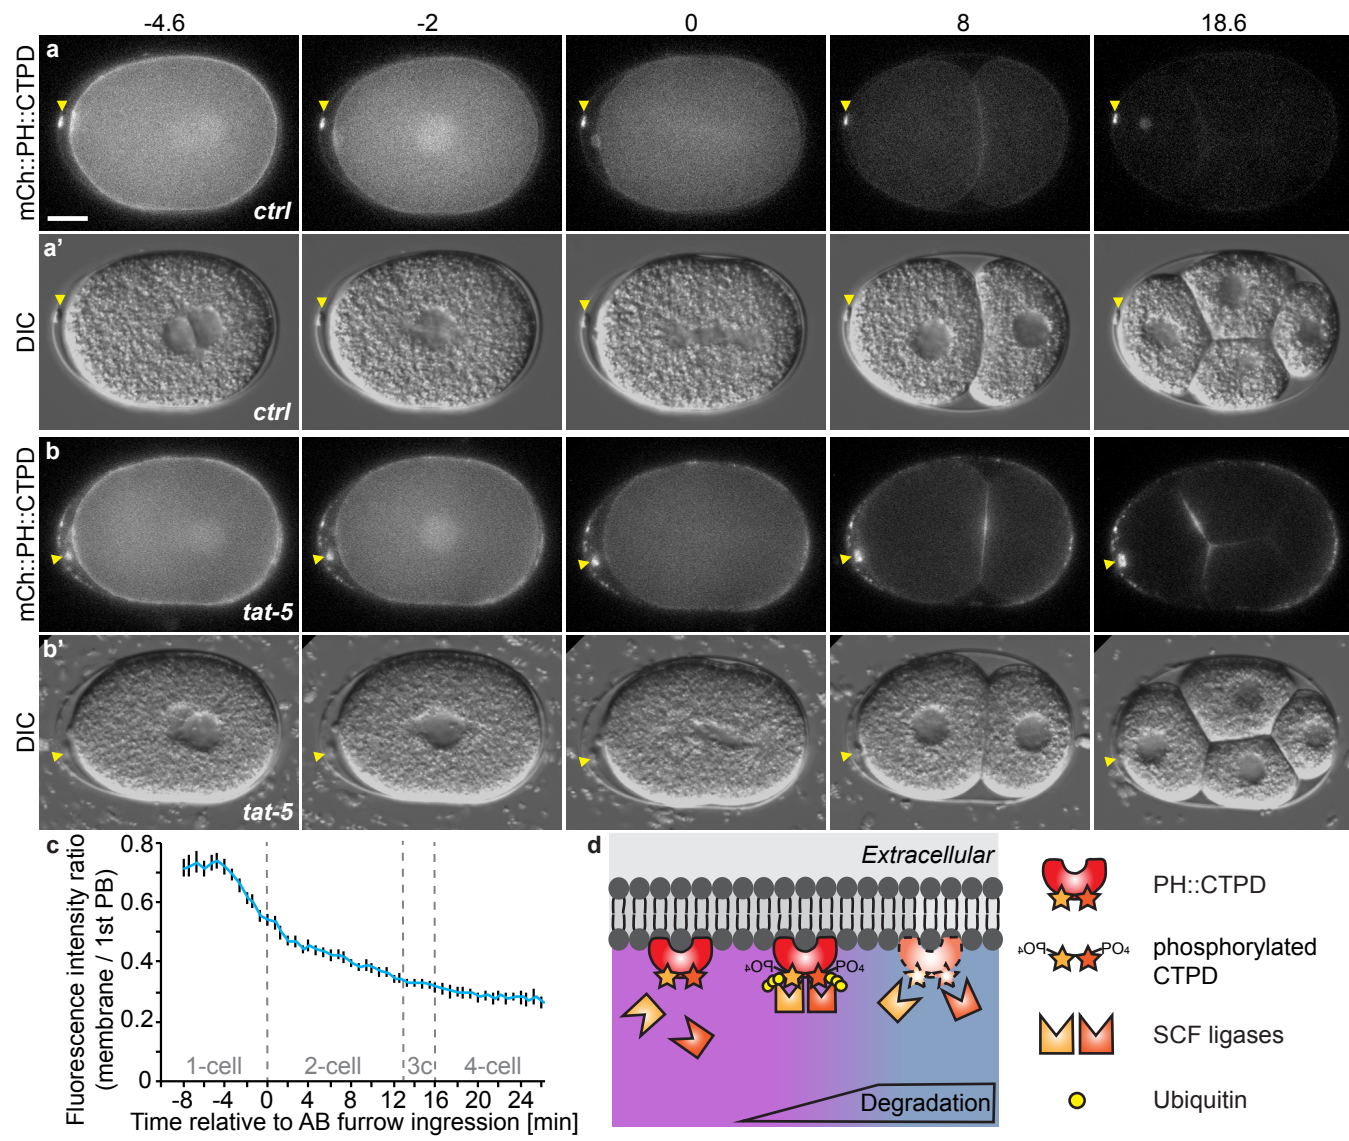 -4.6 -2 0 8 18.6
mCh::PH::CTPD
a
ctrl
DIC
a'
ctrl
mCh::PH::CTPD
b
tat-5
DIC
b'
tat-5
c
Fluorescence intensity ratio
(membrane / 1st PB)
0.8
0.6
0.4
0.2
0
1-cell 2-cell 3c 4-cell
-8 -4 0 4 8 12 16 20 24
Time relative to AB furrow ingression [min]
d
Extracellular
PO₄ PO₄ PO₄
Degradation
PH::CTPD
PO₄ PO₄
phosphorylated
CTPD
SCF ligases
Ubiquitin